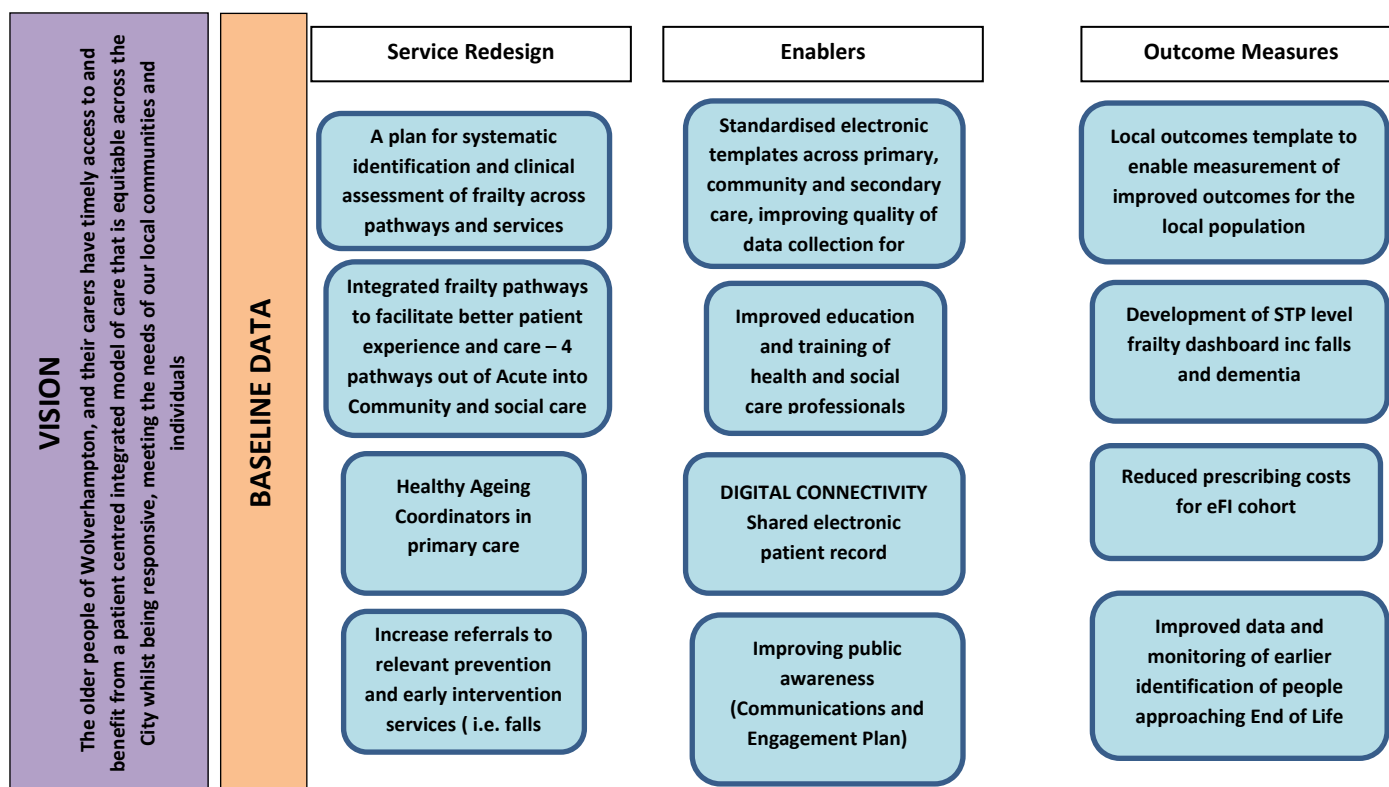 VISION
The older people of Wolverhampton, and their carers have timely access to and
benefit from a patient centred integrated model of care that is equitable across the
City whilst being responsive, meeting the needs of our local communities and
individuals
BASELINE DATA
Service Redesign
A plan for systematic
identification and clinical
assessment of frailty across
pathways and services
Integrated frailty pathways
to facilitate better patient
experience and care – 4
pathways out of Acute into
Community and social care
Healthy Ageing
Coordinators in
primary care
Increase referrals to
relevant prevention
and early intervention
services ( i.e. falls
Enablers
Standardised electronic
templates across primary,
community and secondary
care, improving quality of
data collection for
Improved education
and training of
health and social
care professionals
DIGITAL CONNECTIVITY
Shared electronic
patient record
Improving public
awareness
(Communications and
Engagement Plan)
Outcome Measures
Local outcomes template to
enable measurement of
improved outcomes for the
local population
Development of STP level
frailty dashboard inc falls
and dementia
Reduced prescribing costs
for eFI cohort
Improved data and
monitoring of earlier
identification of people
approaching End of Life